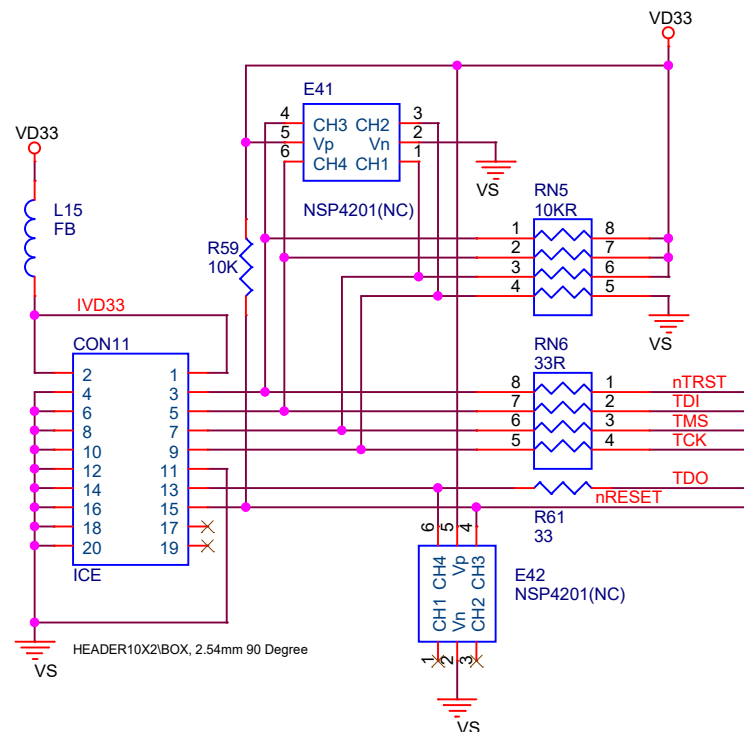 VD33
E41
4 CH3 CH2 3
5 Vp Vn 2
6 CH4 CH1 1
VD33
VS
NSP4201(NC)
L15
FB
RN5
10KR
1 8
2 7
3 6
4 5
R59
10K
IVD33
VS
CON11
RN6
33R
2 1
4 3
6 5
8 7
10 9
12 11
14 13
16 15
18 17
20 19
8 1 nTRST
7 2 TDI
6 3 TMS
5 4 TCK
TDO
nRESET
R61
33
ICE
6 5 4
CH4 Vp CH3
CH1 Vn CH2
1 2 3
E42
NSP4201(NC)
HEADER10X2\BOX, 2.54mm 90 Degree
VS
VS